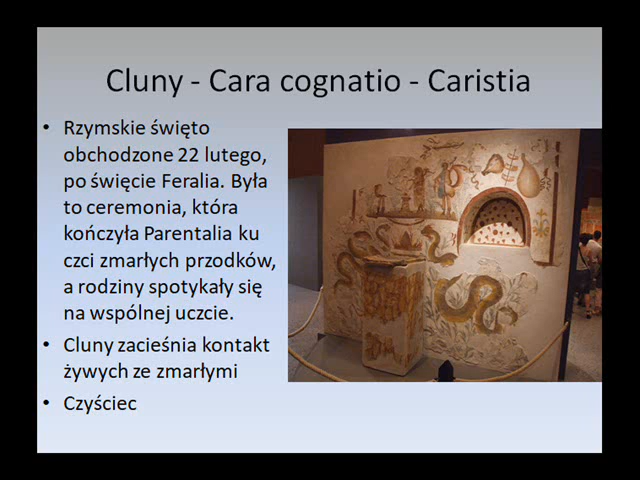 Cluny - Cara cognatio - Caristia
• Rzymskie święto
obchodzone 22 lutego,
po święcie Feralia. Była
to ceremonia, która
kończyła Parentalia ku
czci zmarłych przodków,
a rodziny spotykały się
na wspólnej uczcie.
• Cluny zacieśnia kontakt
żywych ze zmarłymi
• Czyściec